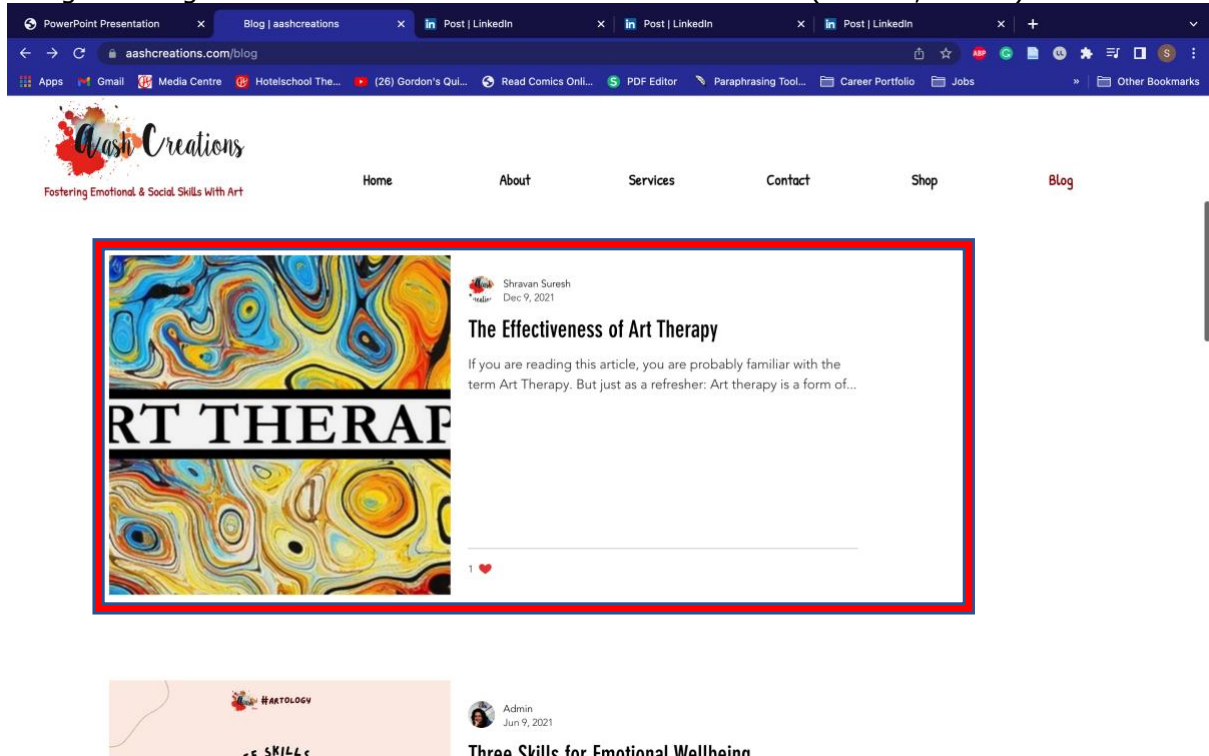 PowerPoint Presentation
Blog | aashcreations
Post | LinkedIn
Post | LinkedIn
Post | LinkedIn
aashcreations.com/blog
Apps
Gmail
Media Centre
Hotelschool The...
(26) Gordon's Qui...
Read Comics Onli...
PDF Editor
Paraphrasing Tool...
Career Portfolio
Jobs
»
Other Bookmarks
Aash Creations
Fostering Emotional & Social Skills With Art
Home
About
Services
Contact
Shop
Blog
RT THERAP
Shravan Suresh
Dec 9, 2021
The Effectiveness of Art Therapy
If you are reading this article, you are probably familiar with the
term Art Therapy. But just as a refresher: Art therapy is a form of...
1
#ARTOLOGY
SKILLS
Admin
Jun 9, 2021
Three Skills for Emotional Wellbeing